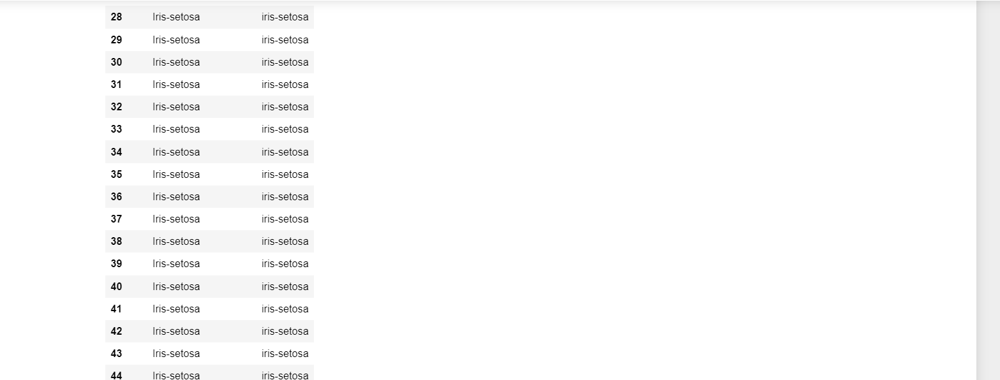 28 Iris-setosa iris-setosa
29 Iris-setosa iris-setosa
30 Iris-setosa iris-setosa
31 Iris-setosa iris-setosa
32 Iris-setosa iris-setosa
33 Iris-setosa iris-setosa
34 Iris-setosa iris-setosa
35 Iris-setosa iris-setosa
36 Iris-setosa iris-setosa
37 Iris-setosa iris-setosa
38 Iris-setosa iris-setosa
39 Iris-setosa iris-setosa
40 Iris-setosa iris-setosa
41 Iris-setosa iris-setosa
42 Iris-setosa iris-setosa
43 Iris-setosa iris-setosa
44 Iris-setosa iris-setosa